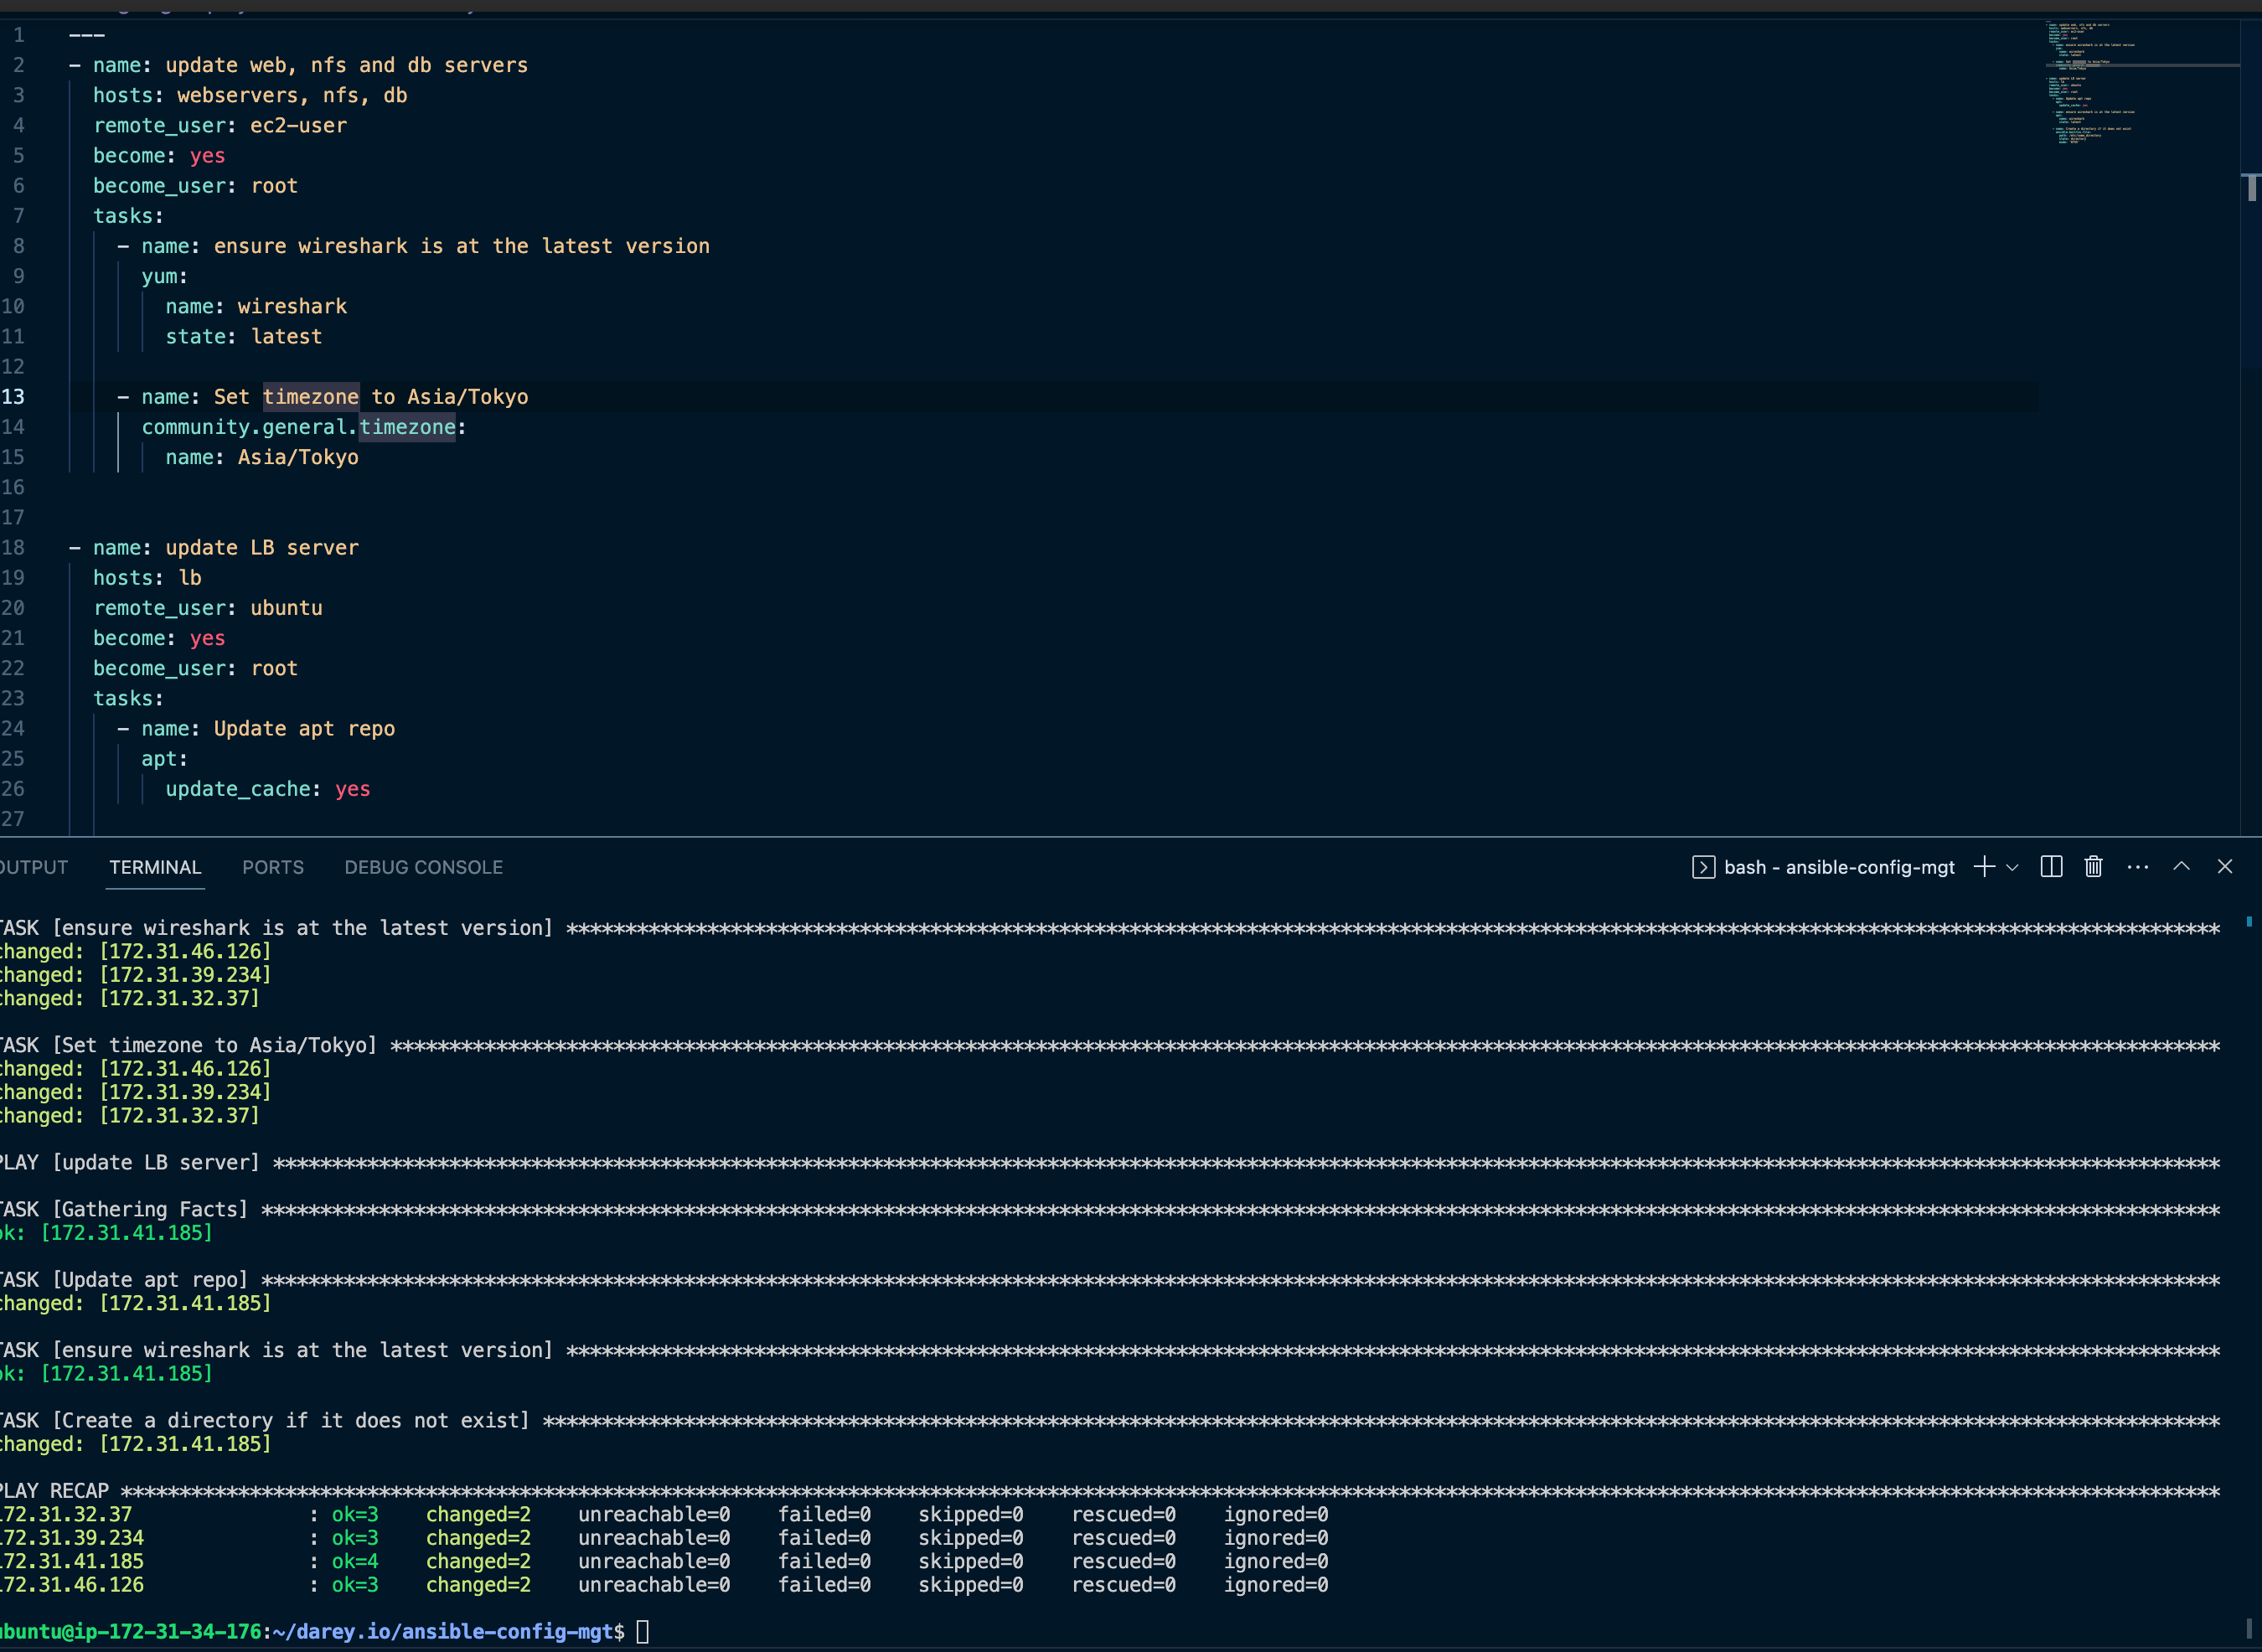 1 ---
2 - name: update web, nfs and db servers
3 hosts: webservers, nfs, db
4 remote_user: ec2-user
5 become: yes
6 become_user: root
7 tasks:
8 - name: ensure wireshark is at the latest version
9 yum:
10 name: wireshark
11 state: latest
12
13 - name: Set timezone to Asia/Tokyo
14 community.general.timezone:
15 name: Asia/Tokyo
16
17
18 - name: update LB server
19 hosts: lb
20 remote_user: ubuntu
21 become: yes
22 become_user: root
23 tasks:
24 - name: Update apt repo
25 apt:
26 update_cache: yes
27
OUTPUT TERMINAL PORTS DEBUG CONSOLE bash - ansible-config-mgt
TASK [ensure wireshark is at the latest version] ****************************************************************
changed: [172.31.46.126]
changed: [172.31.39.234]
changed: [172.31.32.37]
TASK [Set timezone to Asia/Tokyo] ****************************************************************
changed: [172.31.46.126]
changed: [172.31.39.234]
changed: [172.31.32.37]
PLAY [update LB server] ****************************************************************
TASK [Gathering Facts] ****************************************************************
ok: [172.31.41.185]
TASK [Update apt repo] ****************************************************************
changed: [172.31.41.185]
TASK [ensure wireshark is at the latest version] ****************************************************************
ok: [172.31.41.185]
TASK [Create a directory if it does not exist] ****************************************************************
changed: [172.31.41.185]
PLAY RECAP ****************************************************************
172.31.32.37 : ok=3 changed=2 unreachable=0 failed=0 skipped=0 rescued=0 ignored=0
172.31.39.234 : ok=3 changed=2 unreachable=0 failed=0 skipped=0 rescued=0 ignored=0
172.31.41.185 : ok=4 changed=2 unreachable=0 failed=0 skipped=0 rescued=0 ignored=0
172.31.46.126 : ok=3 changed=2 unreachable=0 failed=0 skipped=0 rescued=0 ignored=0
ubuntu@ip-172-31-34-176:~/darey.io/ansible-config-mgt$